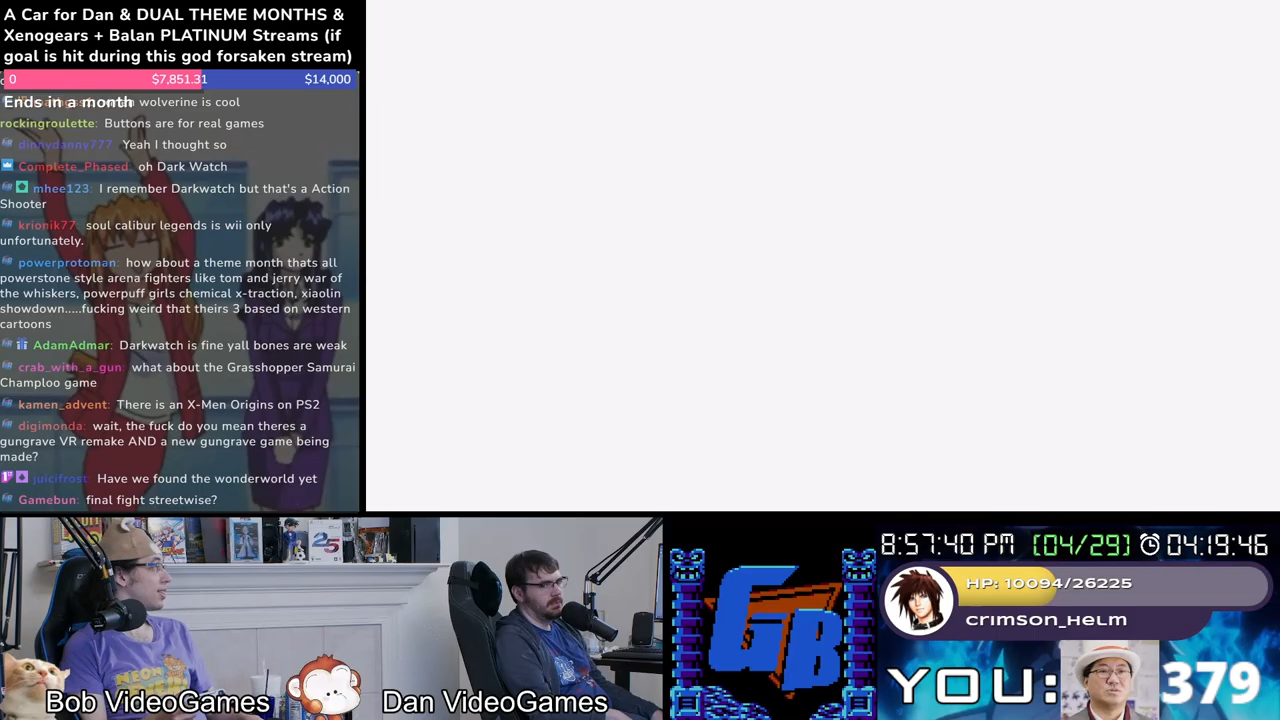 A Car for Dan & DUAL THEME MONTHS &
Xenogears + Balan PLATINUM Streams (if
goal is hit during this god forsaken stream)
0 $7,851.31 $14,000
Ends in a month
wolverine is cool
rockingroulette: Buttons are for real games
dinnydanny777 Yeah I thought so
Complete_Phased: oh Dark Watch
mhee123: I remember Darkwatch but that's a Action
Shooter
krionik77: soul calibur legends is wii only
unfortunately.
powerprotoman: how about a theme month thats all
powerstone style arena fighters like tom and jerry war of
the whiskers, powerpuff girls chemical x-traction, xiaolin
showdown.....fucking weird that theirs 3 based on western
cartoons
AdamAdmar: Darkwatch is fine yall bones are weak
crab_with_a_gun: what about the Grasshopper Samurai
Champloo game
kamen_advent: There is an X-Men Origins on PS2
digimonda: wait, the fuck do you mean theres a
gungrave VR remake AND a new gungrave game being
made?
juicifrost: Have we found the wonderworld yet
Gamebun: final fight streetwise?
25
NEON
Bob VideoGames
Dan VideoGames
GB
8:57:40 PM [04/29] 04:19:46
HP: 10094/26225
crimson_Helm
YOU: 379